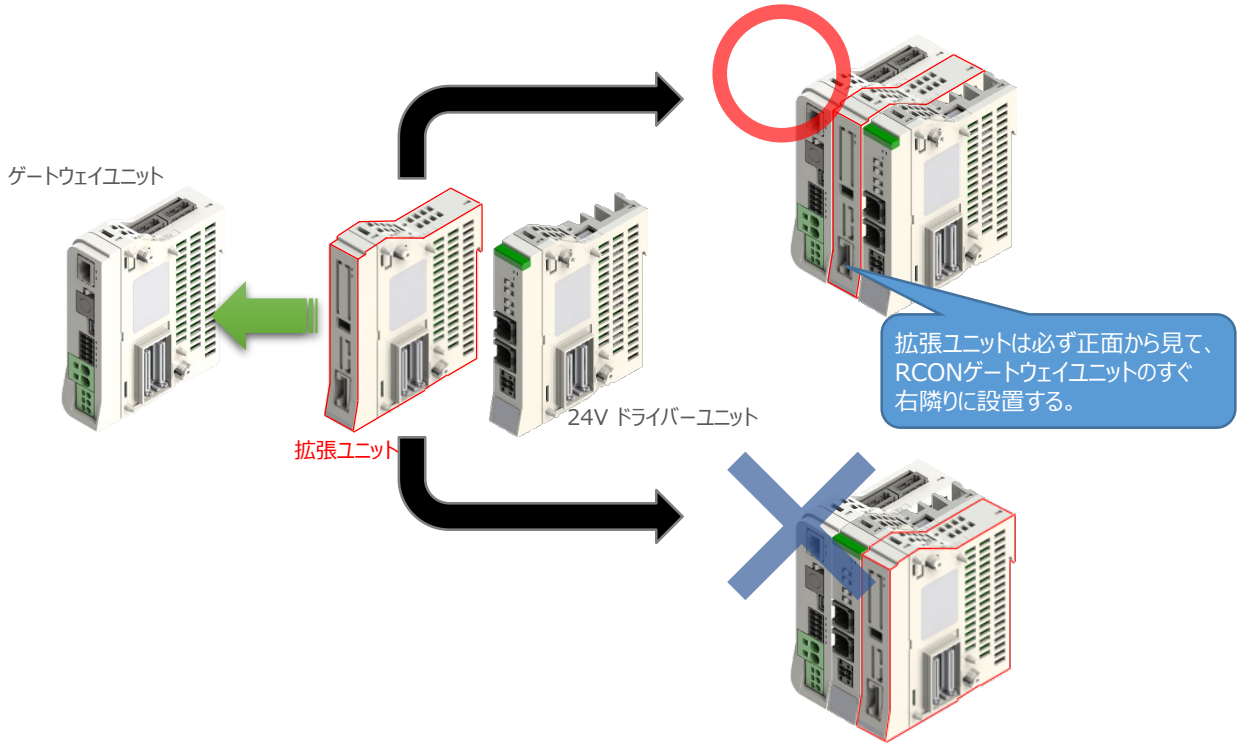 ゲートウェイユニット
拡張ユニットは必ず正面から見て、
RCONゲートウェイユニットのすぐ
右隣りに設置する。
24V ドライバーユニット
拡張ユニット